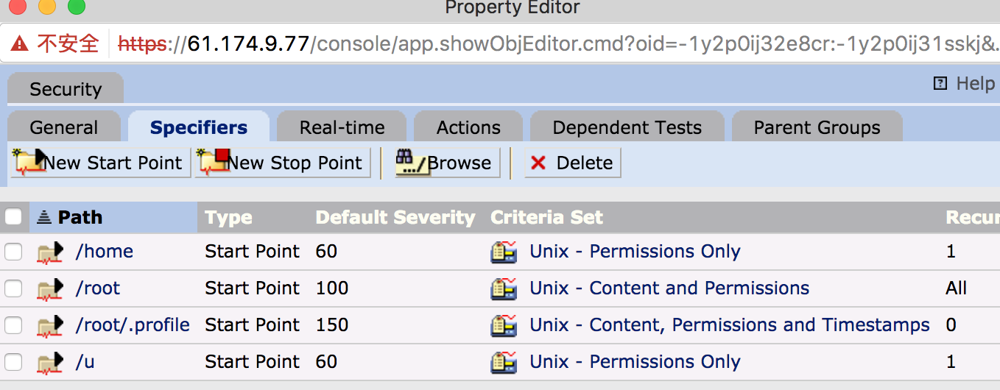 Property Editor
不安全 https://61.174.9.77/console/app.showObjEditor.cmd?oid=-1y2p0ij32e8cr:-1y2p0ij31sskj&.
Security ? Help
General Specifiers Real-time Actions Dependent Tests Parent Groups
New Start Point New Stop Point .../ Browse Delete
Path Type Default Severity Criteria Set Recur
/home Start Point 60 Unix - Permissions Only 1
/root Start Point 100 Unix - Content and Permissions All
/root/.profile Start Point 150 Unix - Content, Permissions and Timestamps 0
/u Start Point 60 Unix - Permissions Only 1